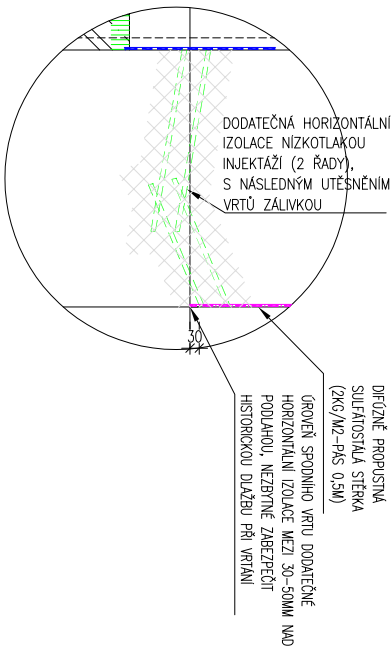 DODATEČNÁ HORIZONTÁLNÍ
IZOLACE NÍZKOTLAKOU
INJEKTÁŽÍ (2 ŘADY),
S NÁSLEDNÝM UTĚSNĚNÍM
VRTŮ ZÁLIVKOU
30
DIFÚZNĚ PROPUSTNÁ
SULFÁTOSTÁLÁ STĚRKA
(2KG/M2-PÁS 0,5M)
ÚROVEŇ SPODNÍHO VRTU DODATEČNÉ
HORIZONTÁLNÍ IZOLACE MEZI 30-50MM NAD
PODLAHOU, NEZBYTNÉ ZABEZPEČIT
HISTORICKOU DLAŽBU PŘI VRTÁNÍ